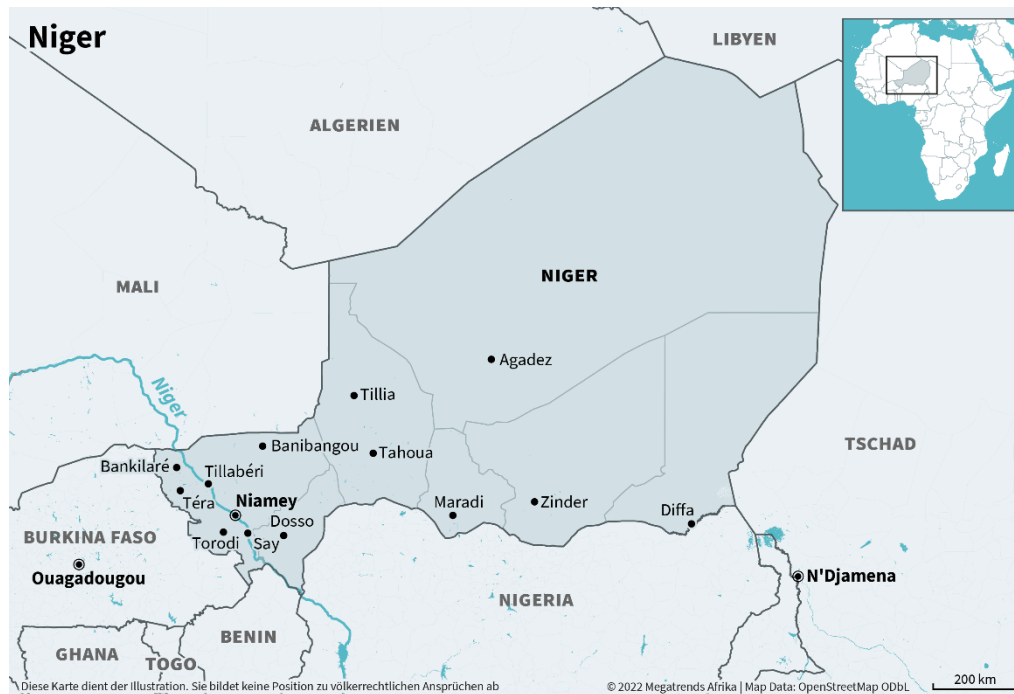 Niger
LIBYEN
ALGERIEN
MALI
NIGER
Agadez
Niger
Tillia
Banibangou
Tahoua
TSCHAD
Bankilaré
Tillabéri
Téra
Niamey
Maradi
Zinder
Diffa
Dosso
Torodi
Say
BURKINA FASO
Ouagadougou
N'Djamena
NIGERIA
BENIN
GHANA
TOGO
200 km
Diese Karte dient der Illustration. Sie bildet keine Position zu völkerrechtlichen Ansprüchen ab
© 2022 Megatrends Afrika | Map Data: OpenStreetMap ODbL